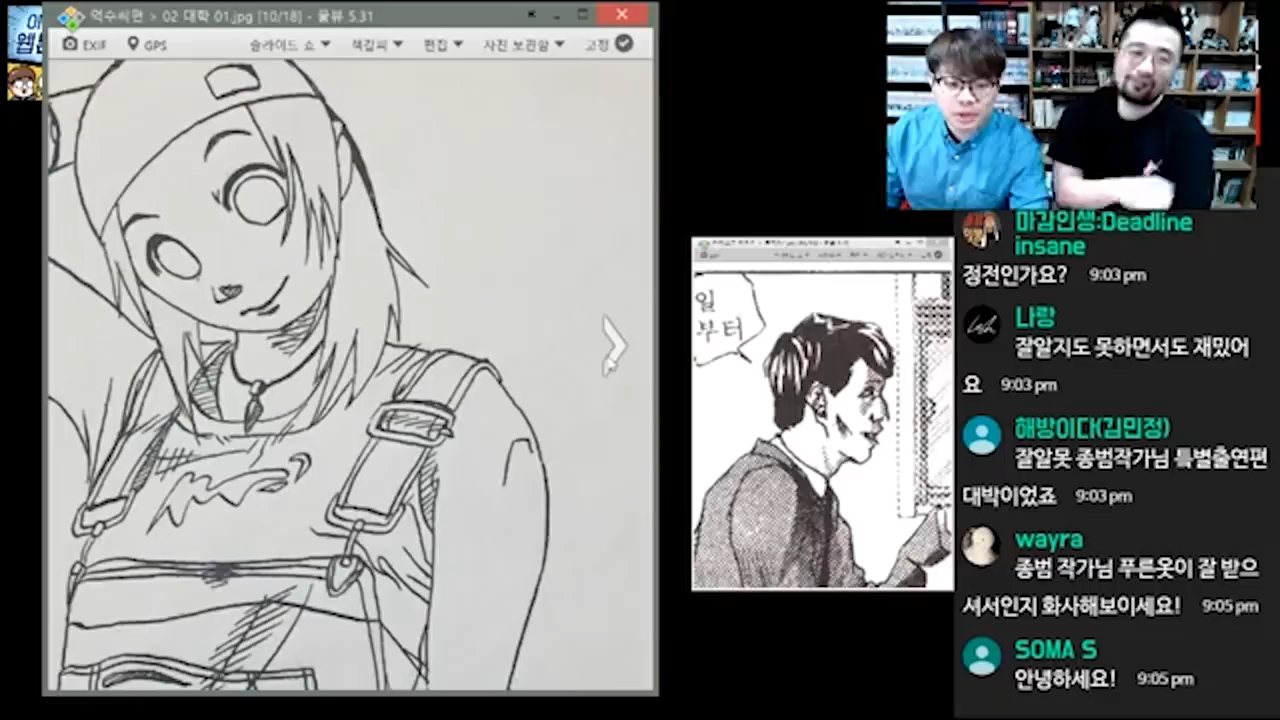 억수씨편 > 02 대학 01.jpg [10/18] - 꿀뷰 5.31
EXIF GPS 슬라이드 쇼 책갈피 편집 사진 보관함 고정
일
부터
마감인생:Deadline
insane
정전인가요? 9:03 pm
나랑
잘알지도 못하면서도 재밌어
요 9:03 pm
해방이다(김민정)
잘알못 종범작가님 특별출연편
대박이었죠 9:03 pm
wayra
종범 작가님 푸른옷이 잘 받으
셔서인지 화사해보이세요! 9:05 pm
SOMA S
안녕하세요! 9:05 pm